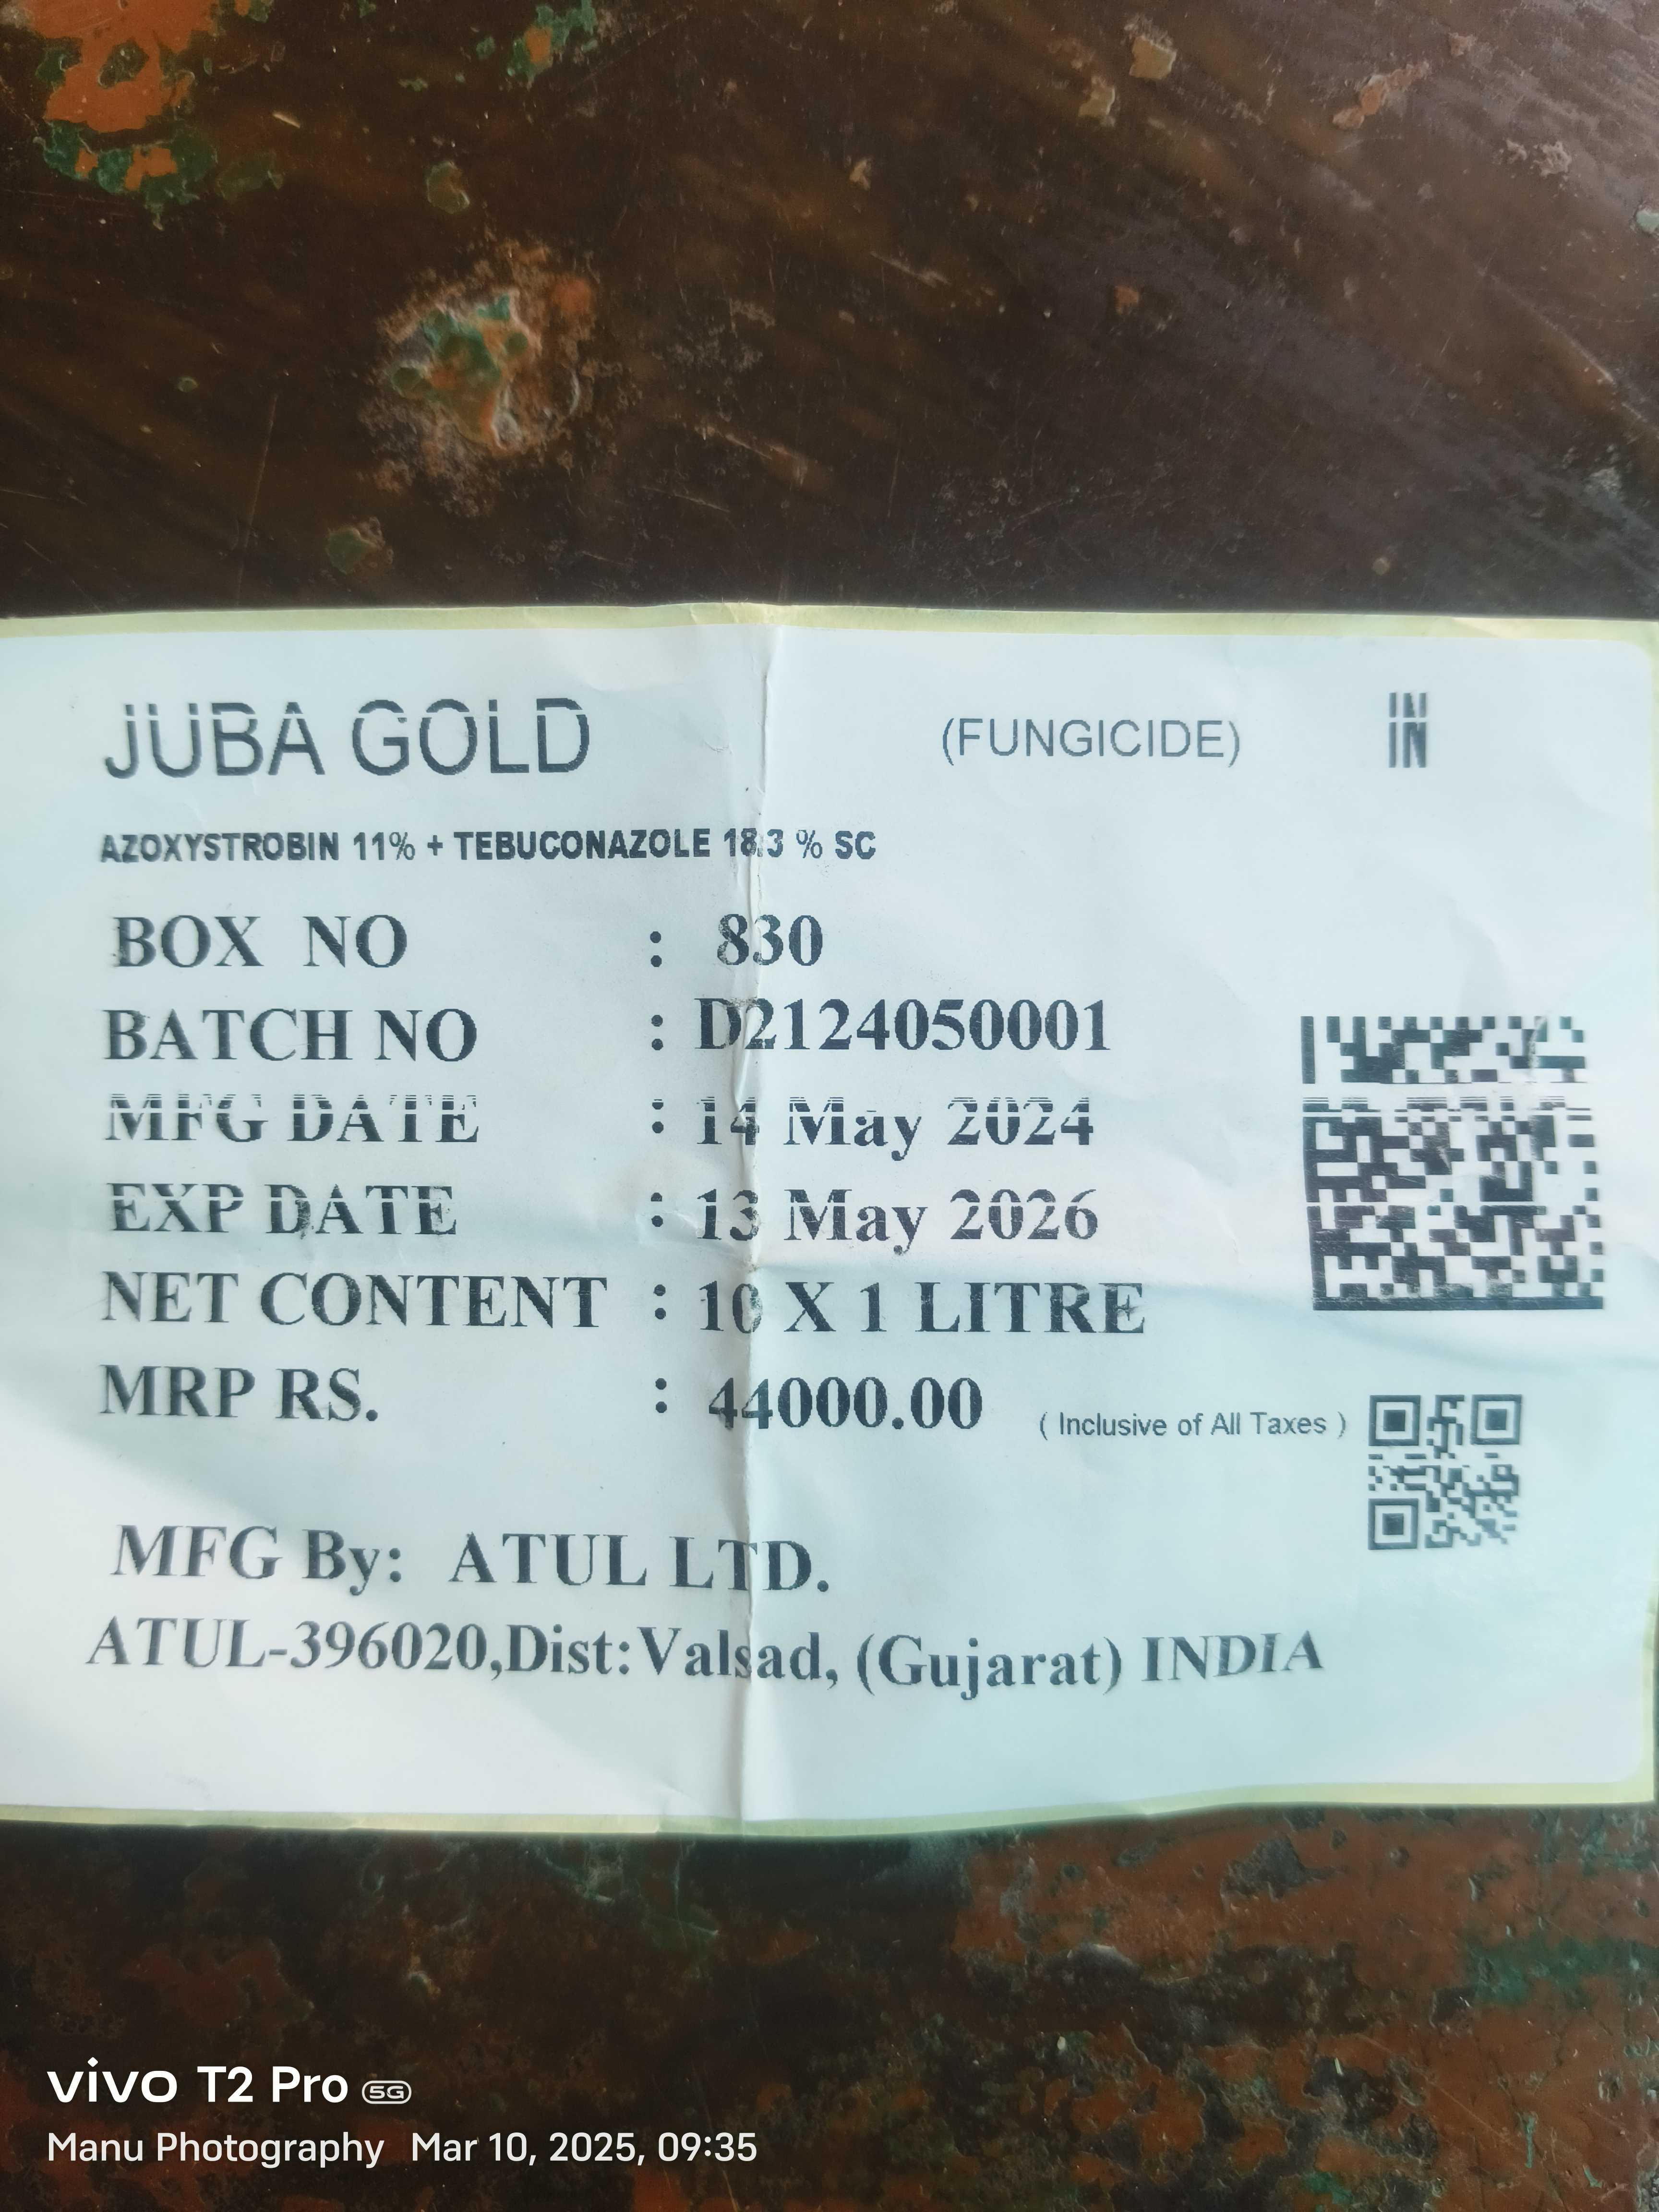 JUBA GOLD (FUNGICIDE) IN
AZOXYSTROBIN 11% + TEBUCONAZOLE 18.3 % SC
BOX NO : 830
BATCH NO : D2124050001
MFG DATE : 14 May 2024
EXP DATE : 13 May 2026
NET CONTENT : 10 X 1 LITRE
MRP RS. : 44000.00 ( Inclusive of All Taxes )
MFG By: ATUL LTD.
ATUL-396020,Dist:Valsad, (Gujarat) INDIA
vivo T2 Pro 5G
Manu Photography Mar 10, 2025, 09:35